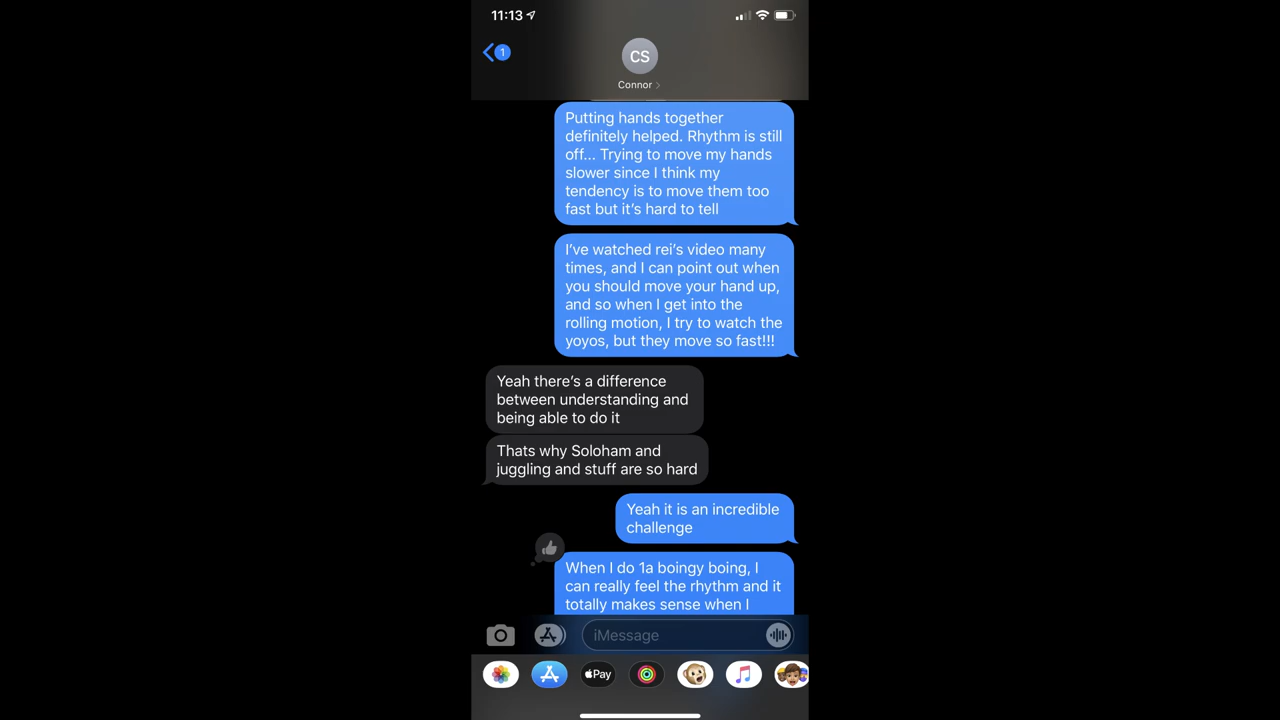 11:13
1
CS
Connor
Putting hands together
definitely helped. Rhythm is still
off... Trying to move my hands
slower since I think my
tendency is to move them too
fast but it's hard to tell
I've watched rei's video many
times, and I can point out when
you should move your hand up,
and so when I get into the
rolling motion, I try to watch the
yoyos, but they move so fast!!!
Yeah there's a difference
between understanding and
being able to do it
Thats why Soloham and
juggling and stuff are so hard
Yeah it is an incredible
challenge
When I do 1a boingy boing, I
can really feel the rhythm and it
totally makes sense when I
iMessage
Pay